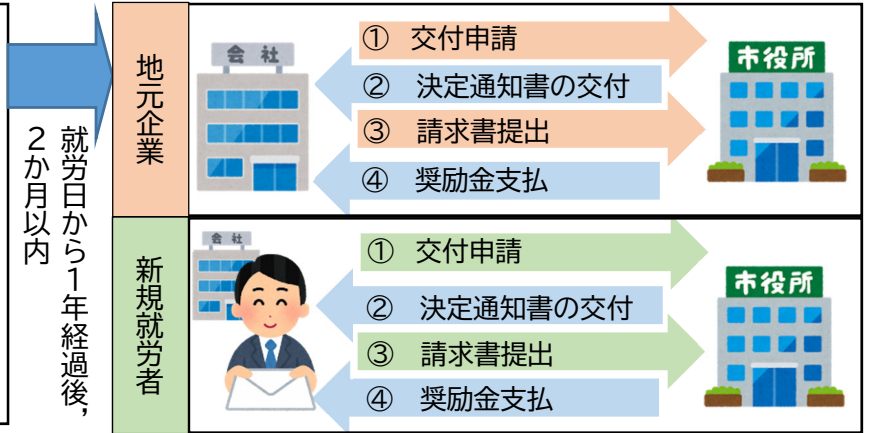 就労日から1年経過後，
2か月以内
地元企業
会社
① 交付申請
② 決定通知書の交付
③ 請求書提出
④ 奨励金支払
市役所
新規就労者
会社
① 交付申請
② 決定通知書の交付
③ 請求書提出
④ 奨励金支払
市役所